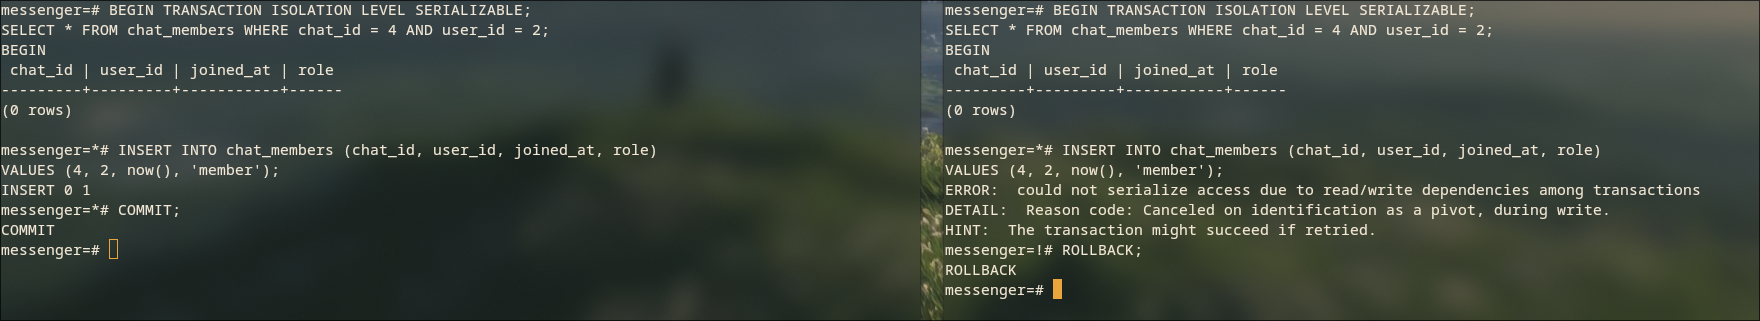 messenger=# BEGIN TRANSACTION ISOLATION LEVEL SERIALIZABLE;
SELECT * FROM chat_members WHERE chat_id = 4 AND user_id = 2;
BEGIN
 chat_id | user_id | joined_at | role
---------+---------+-----------+------
(0 rows)

messenger=*# INSERT INTO chat_members (chat_id, user_id, joined_at, role)
VALUES (4, 2, now(), 'member');
INSERT 0 1
messenger=*# COMMIT;
COMMIT
messenger=#
messenger=# BEGIN TRANSACTION ISOLATION LEVEL SERIALIZABLE;
SELECT * FROM chat_members WHERE chat_id = 4 AND user_id = 2;
BEGIN
 chat_id | user_id | joined_at | role
---------+---------+-----------+------
(0 rows)

messenger=*# INSERT INTO chat_members (chat_id, user_id, joined_at, role)
VALUES (4, 2, now(), 'member');
ERROR:  could not serialize access due to read/write dependencies among transactions
DETAIL:  Reason code: Canceled on identification as a pivot, during write.
HINT:  The transaction might succeed if retried.
messenger=!# ROLLBACK;
ROLLBACK
messenger=#